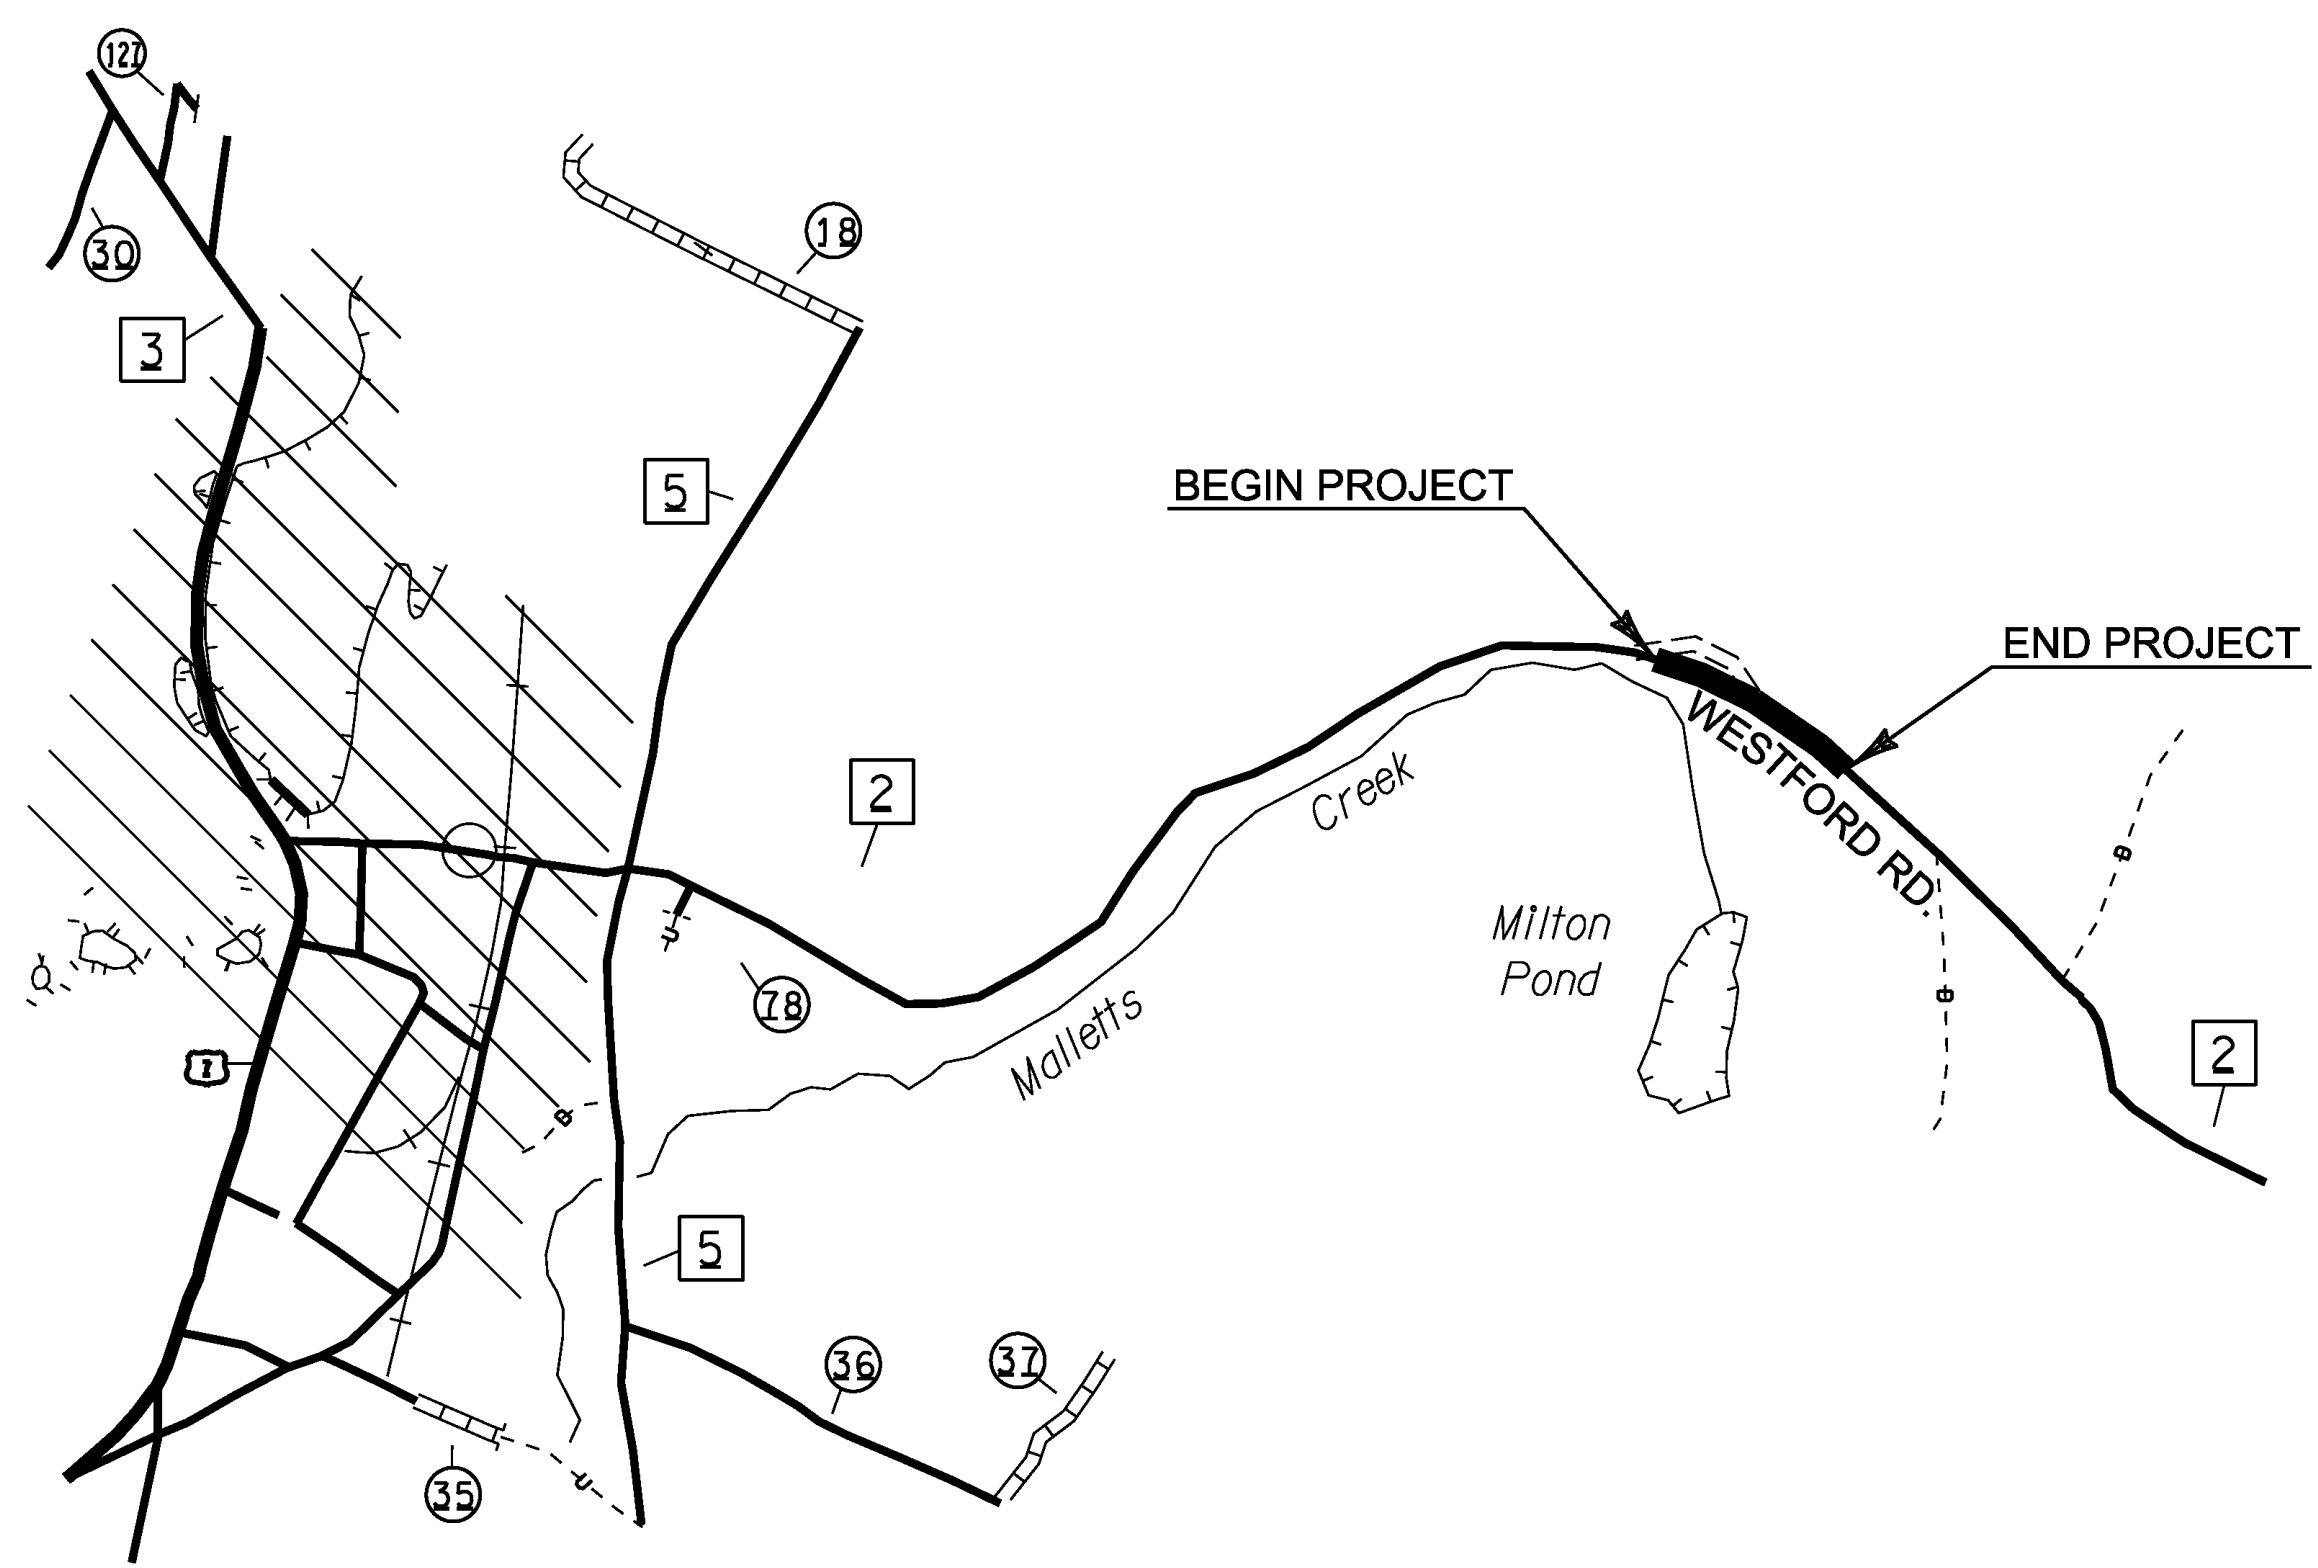 127
18
30
3
5
BEGIN PROJECT
END PROJECT
2
Creek
WESTFORD RD.
B
Milton
Pond
U
78
B
Malletts
7
2
B
5
36
37
35
U